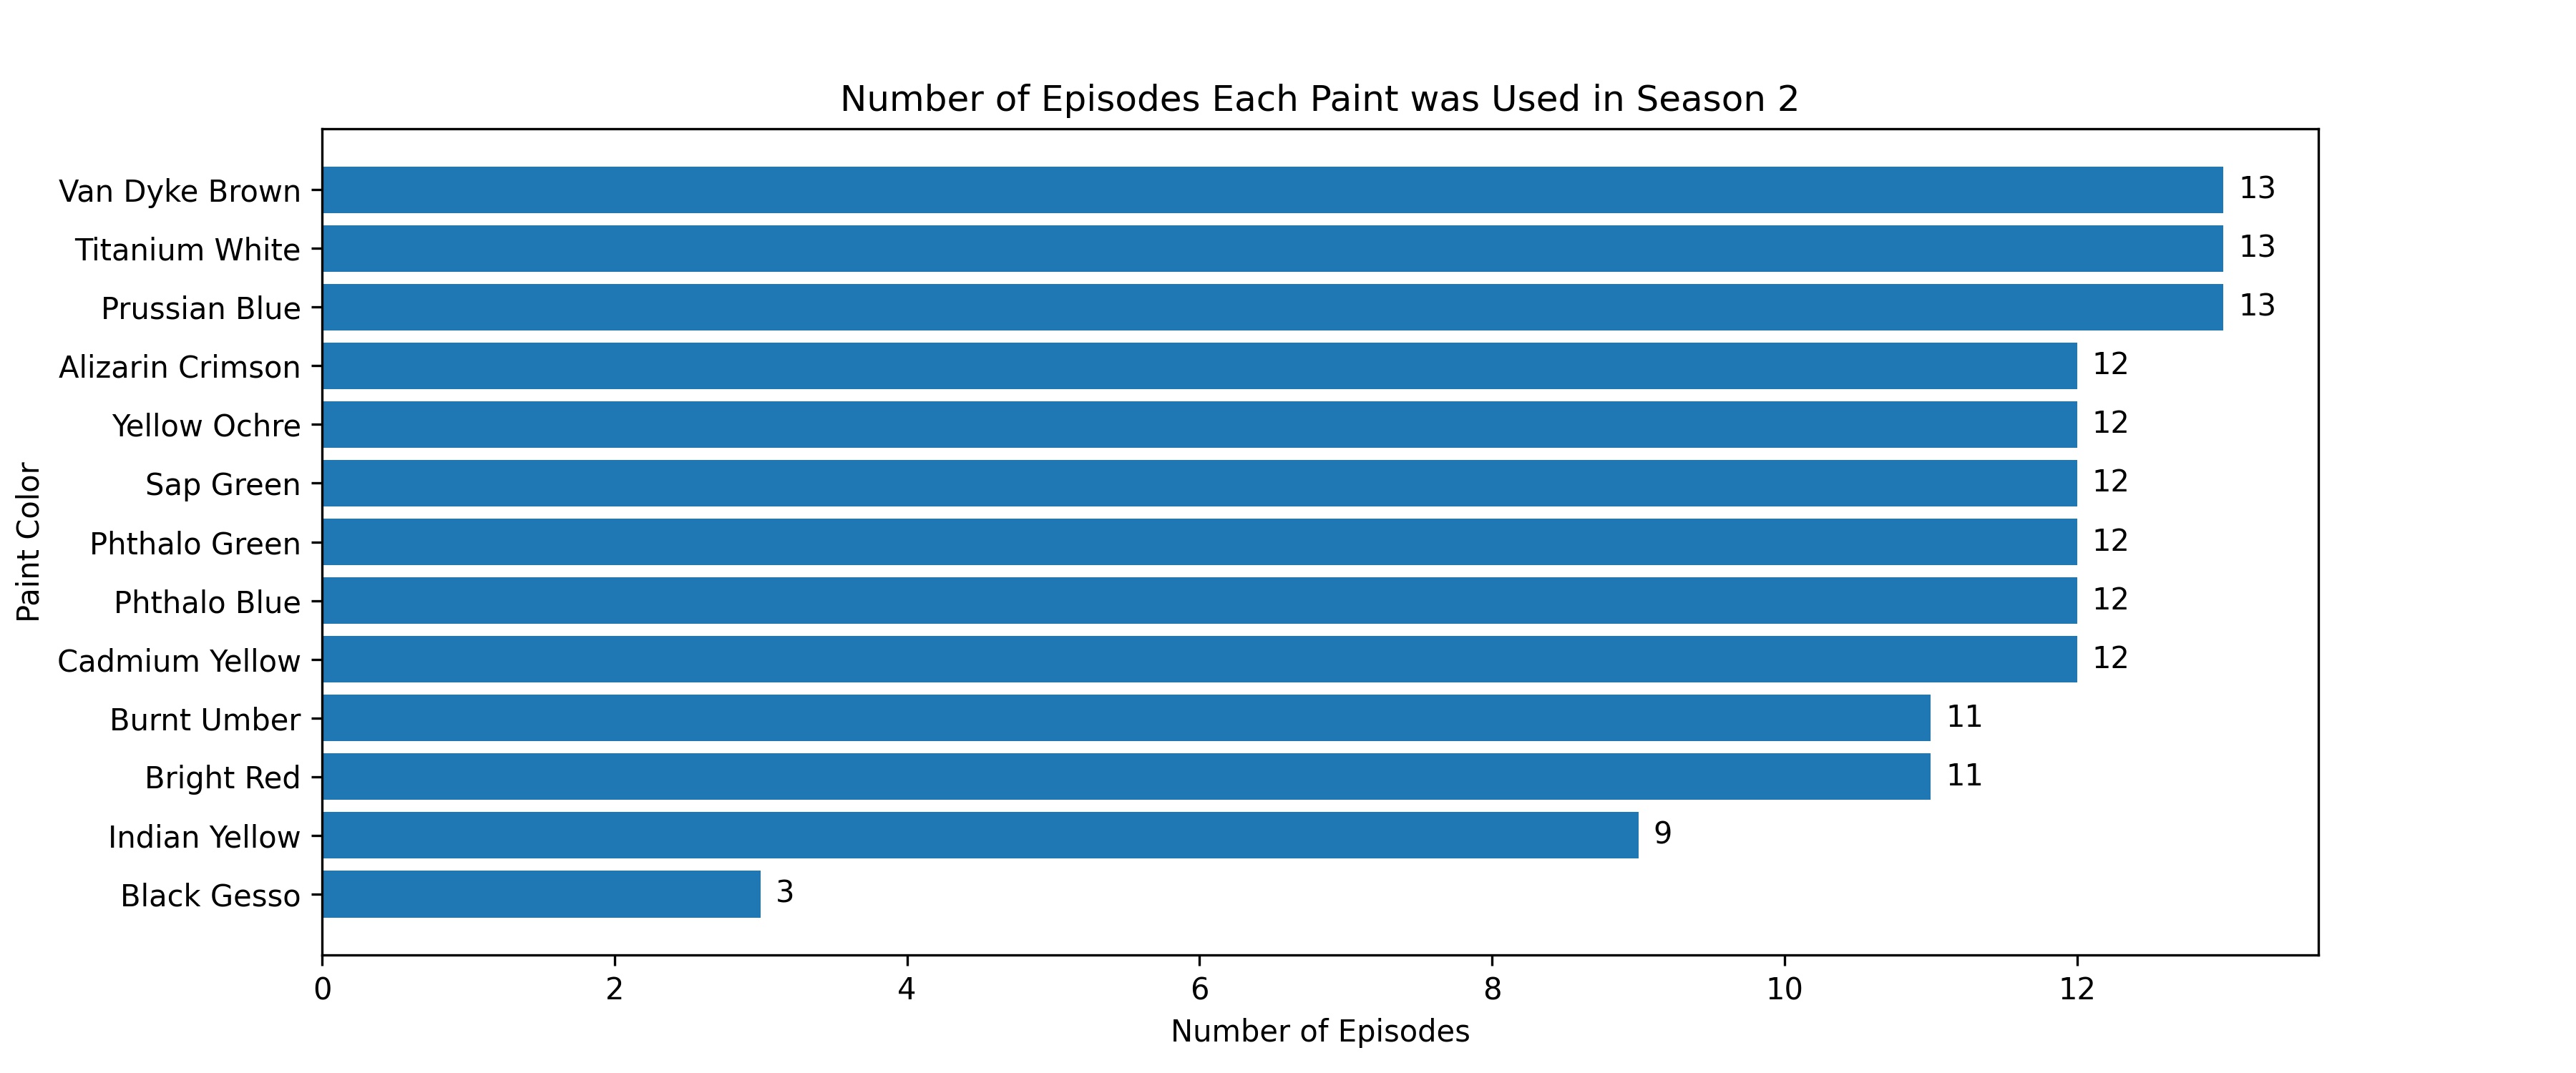 Number of Episodes Each Paint was Used in Season 2
Paint Color
Van Dyke Brown 13
Titanium White 13
Prussian Blue 13
Alizarin Crimson 12
Yellow Ochre 12
Sap Green 12
Phthalo Green 12
Phthalo Blue 12
Cadmium Yellow 12
Burnt Umber 11
Bright Red 11
Indian Yellow 9
Black Gesso 3
0 2 4 6 8 10 12
Number of Episodes